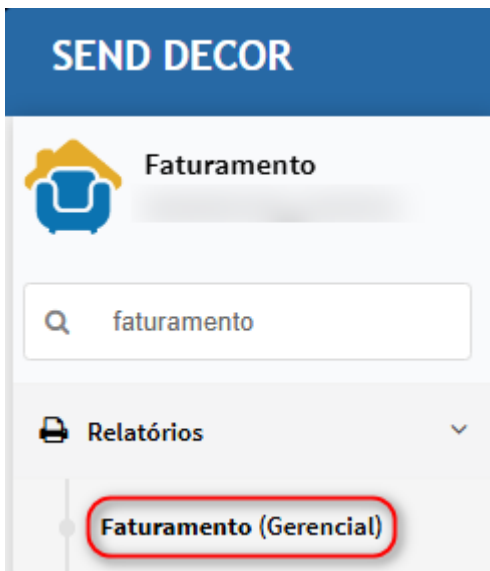 SEND DECOR
Faturamento
faturamento
Relatórios
Faturamento (Gerencial)